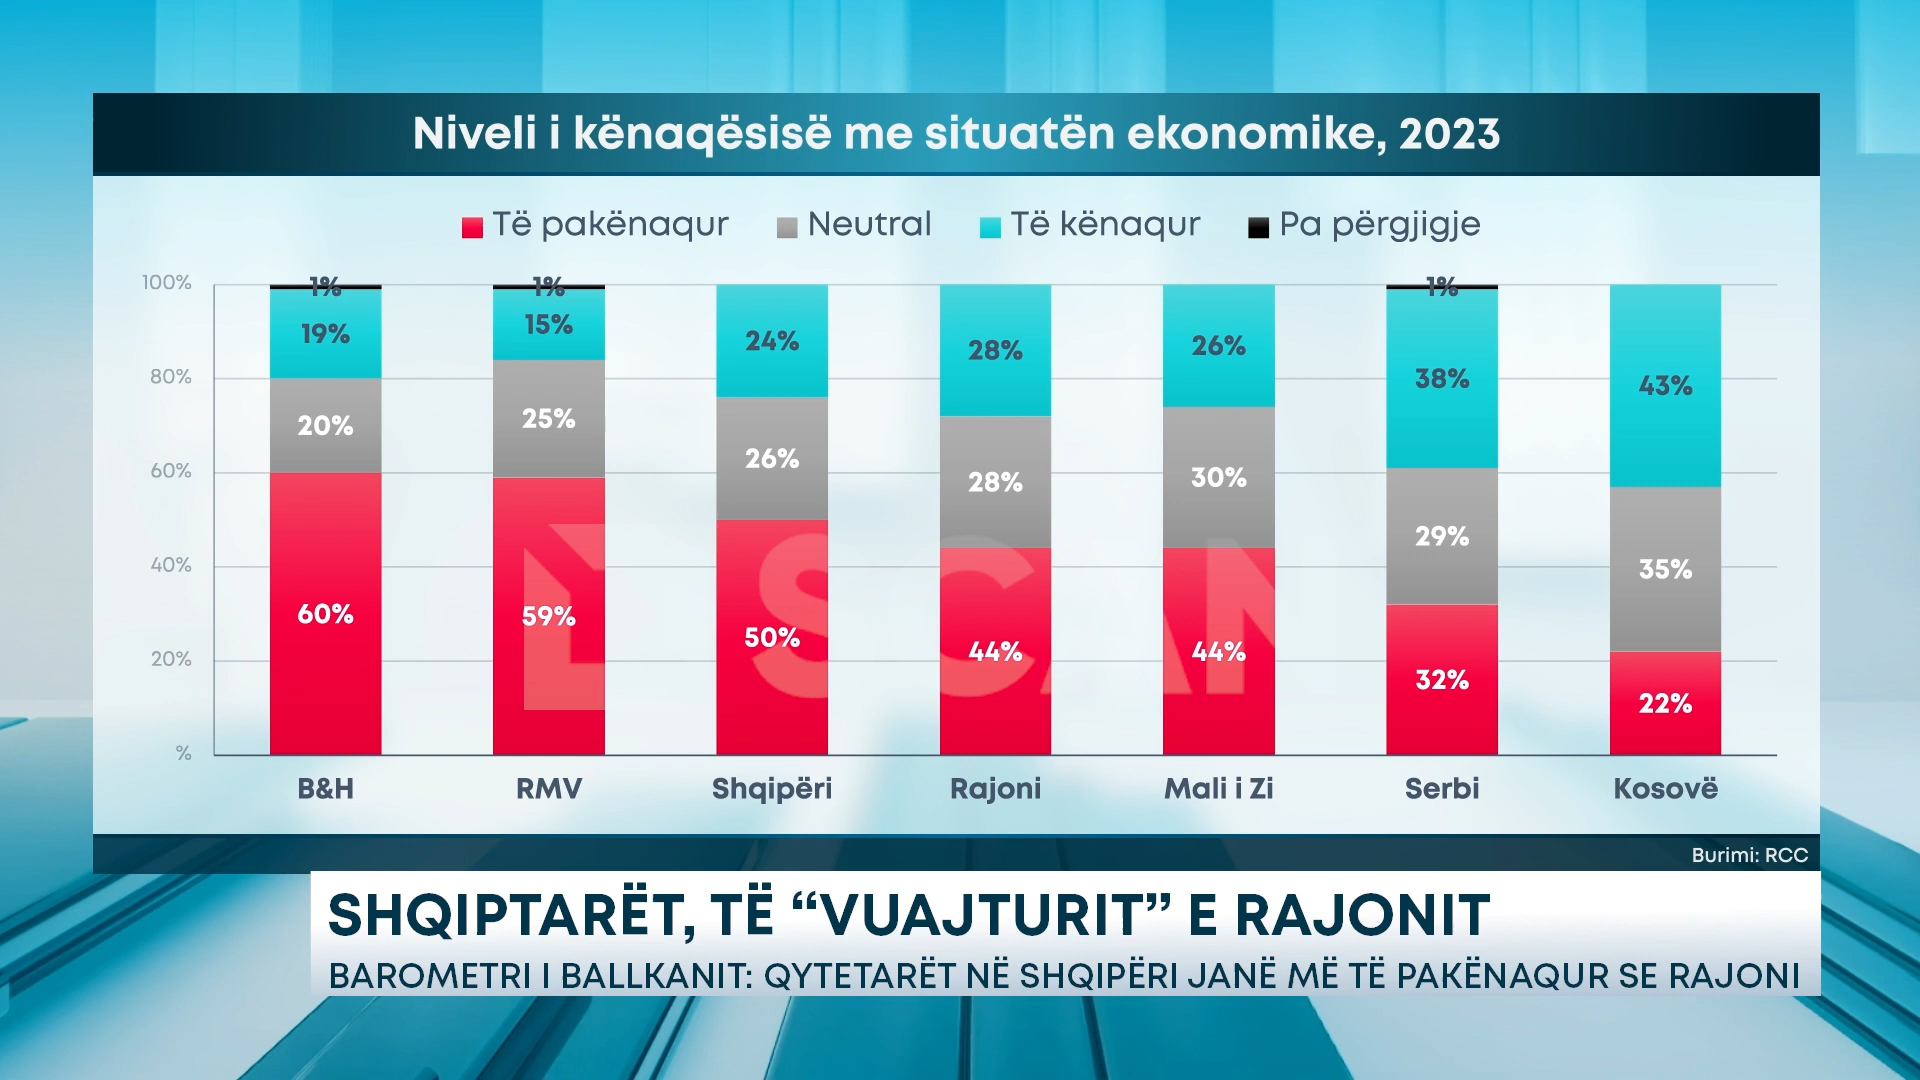 Niveli i kënaqësisë me situatën ekonomike, 2023
Të pakënaqur Neutral Të kënaqur Pa përgjigje
100%
80%
60%
40%
20%
%
1% 1% 1%
19% 15% 24% 28% 26% 38% 43%
20% 25% 26% 28% 30% 29% 35%
60% 59% 50% 44% 44% 32% 22%
B&H RMV Shqipëri Rajoni Mali i Zi Serbi Kosovë
SCAN
Burimi: RCC
SHQIPTARËT, TË “VUAJTURIT” E RAJONIT
BAROMETRI I BALLKANIT: QYTETARËT NË SHQIPËRI JANË MË TË PAKËNAQUR SE RAJONI